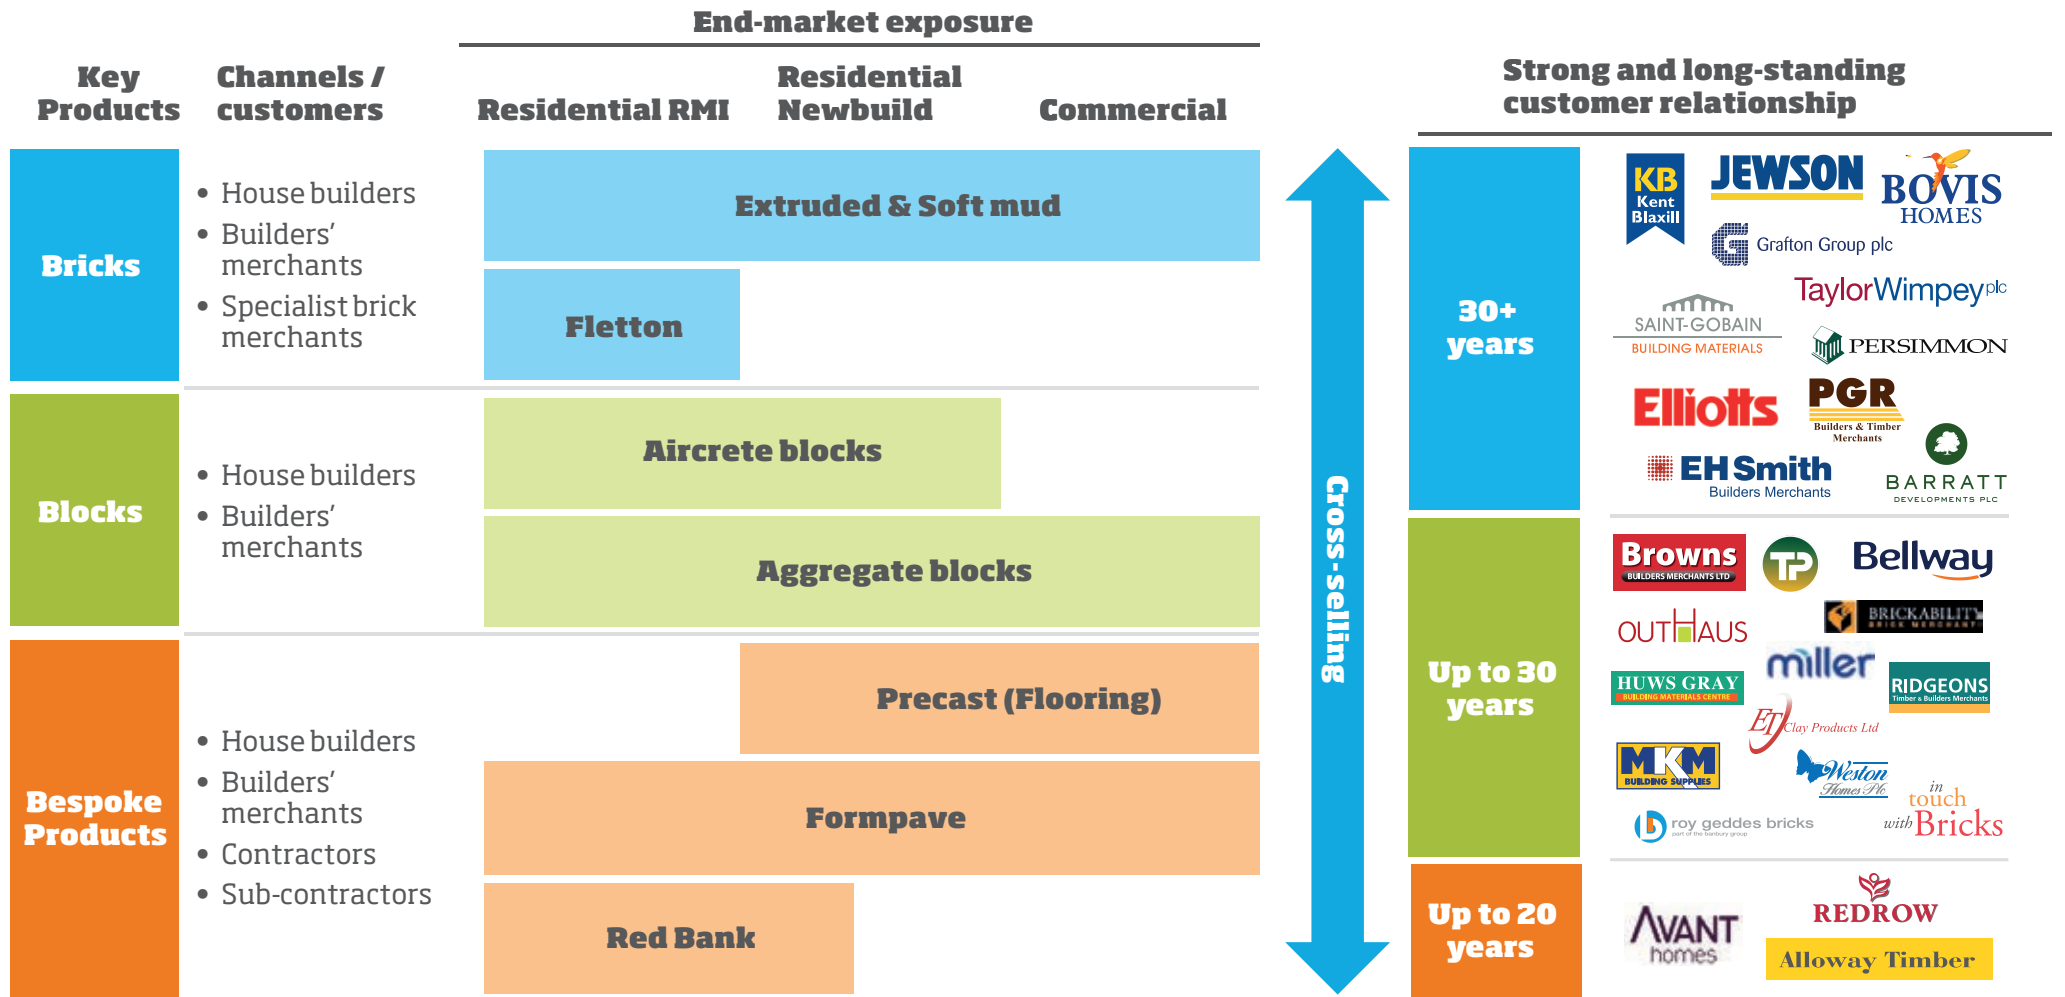 End-market exposure
Key
Products
Channels /
customers
Residential RMI
Residential
Newbuild
Commercial
Strong and long-standing
customer relationship
Bricks
• House builders
• Builders’
merchants
• Specialist brick
merchants
Extruded & Soft mud
Fletton
Blocks
• House builders
• Builders’
merchants
Aircrete blocks
Aggregate blocks
Bespoke
Products
• House builders
• Builders’
merchants
• Contractors
• Sub-contractors
Precast (Flooring)
Formpave
Red Bank
Cross-selling
30+
years
KB
Kent
Blaxill
JEWSON
BOVIS
HOMES
G
Grafton Group plc
TaylorWimpey plc
SAINT-GOBAIN
BUILDING MATERIALS
PERSIMMON
Elliotts
PGR
Builders & Timber
Merchants
EH Smith
Builders Merchants
BARRATT
DEVELOPMENTS PLC
Up to 30
years
Browns
BUILDERS MERCHANTS LTD
TP
Bellway
OUTHAUS
BRICKABILITY
BRICK MERCHANTS
miller
HUWS GRAY
BUILDING MATERIALS CENTRE
RIDGEONS
Timber & Builders Merchants
ET Clay Products Ltd
MKM
BUILDING SUPPLIES
Weston
Homes Plc
in
touch
with Bricks
roy geddes bricks
part of the banbury group
Up to 20
years
AVANT
homes
REDROW
Alloway Timber